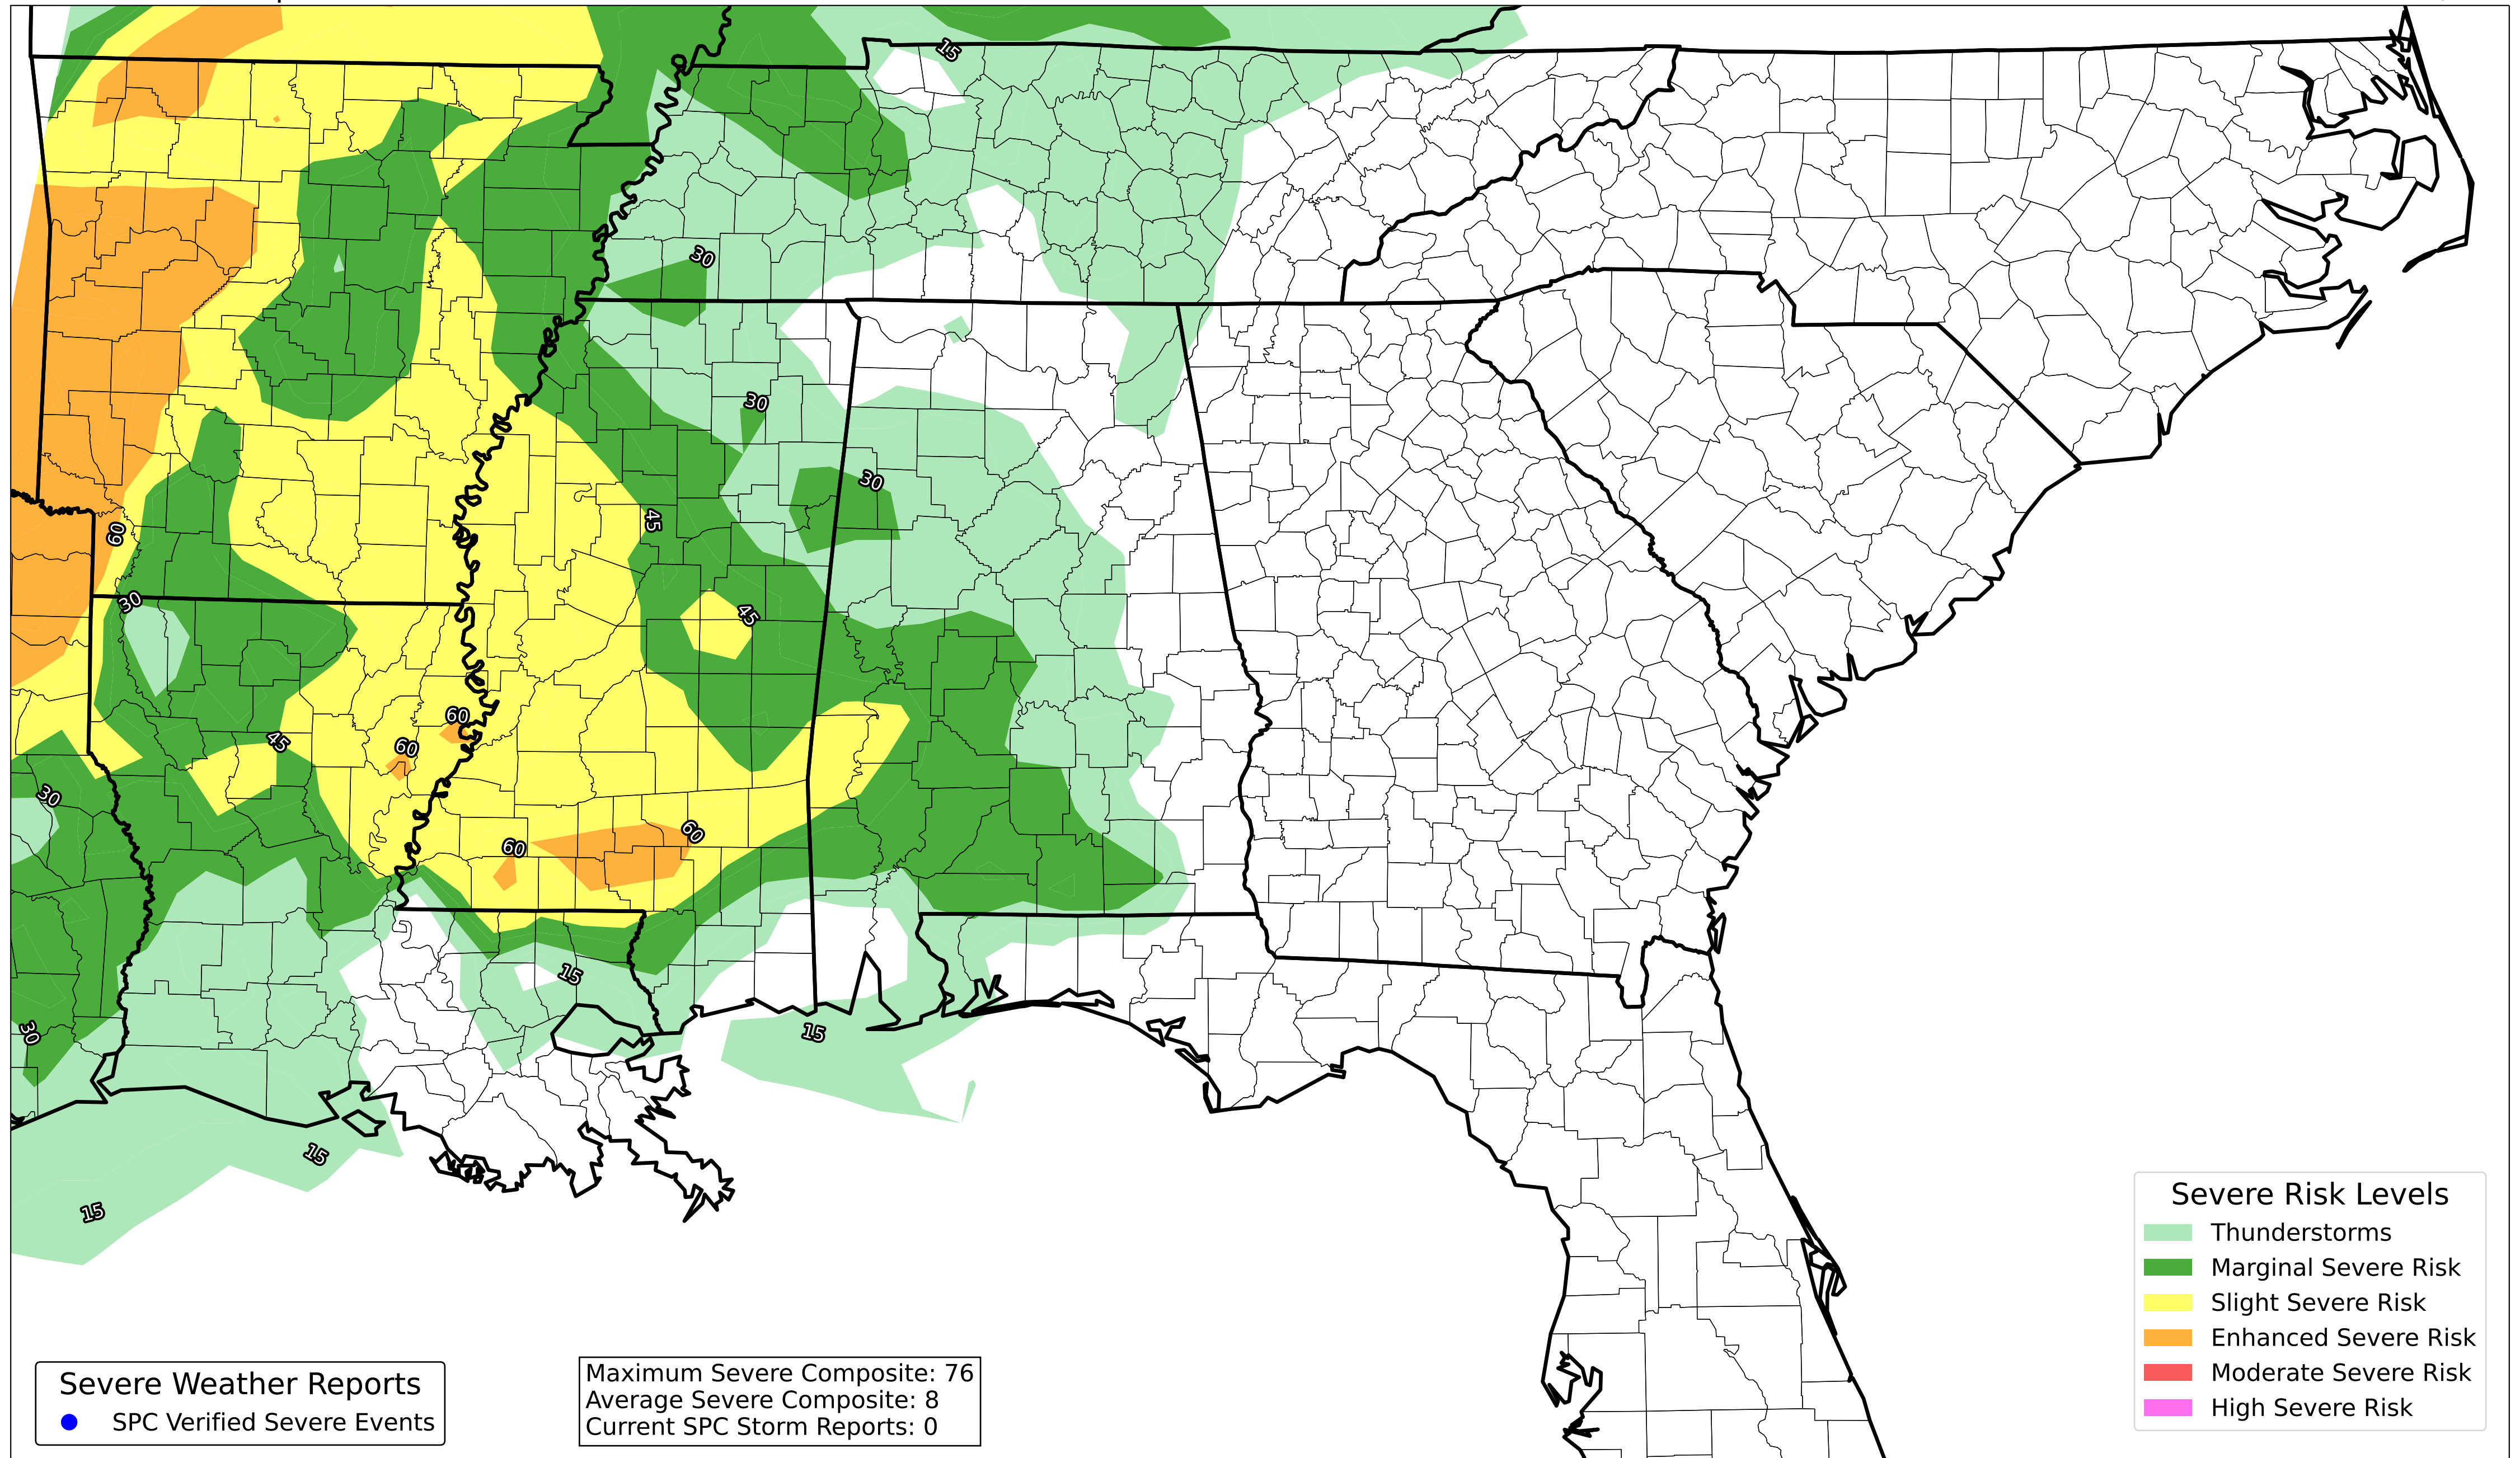 15
30
30
30
45
60
30
45
60
45
60
30
60
60
15
30
15
15
15
Severe Risk Levels
Thunderstorms
Marginal Severe Risk
Slight Severe Risk
Enhanced Severe Risk
Moderate Severe Risk
High Severe Risk
Severe Weather Reports
SPC Verified Severe Events
Maximum Severe Composite: 76
Average Severe Composite: 8
Current SPC Storm Reports: 0